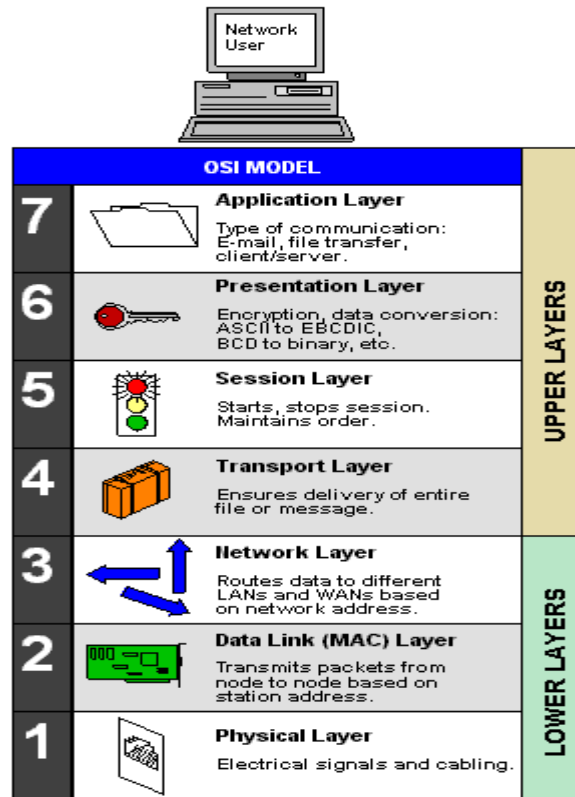 Network
User
OSI MODEL
7
Application Layer
Type of communication:
E-mail, file transfer,
client/server.
6
Presentation Layer
Encryption, data conversion:
ASCII to EBCDIC,
BCD to binary, etc.
5
Session Layer
Starts, stops session.
Maintains order.
4
Transport Layer
Ensures delivery of entire
file or message.
UPPER LAYERS
3
Network Layer
Routes data to different
LANs and WANs based
on network address.
2
Data Link (MAC) Layer
Transmits packets from
node to node based on
station address.
1
Physical Layer
Electrical signals and cabling.
LOWER LAYERS